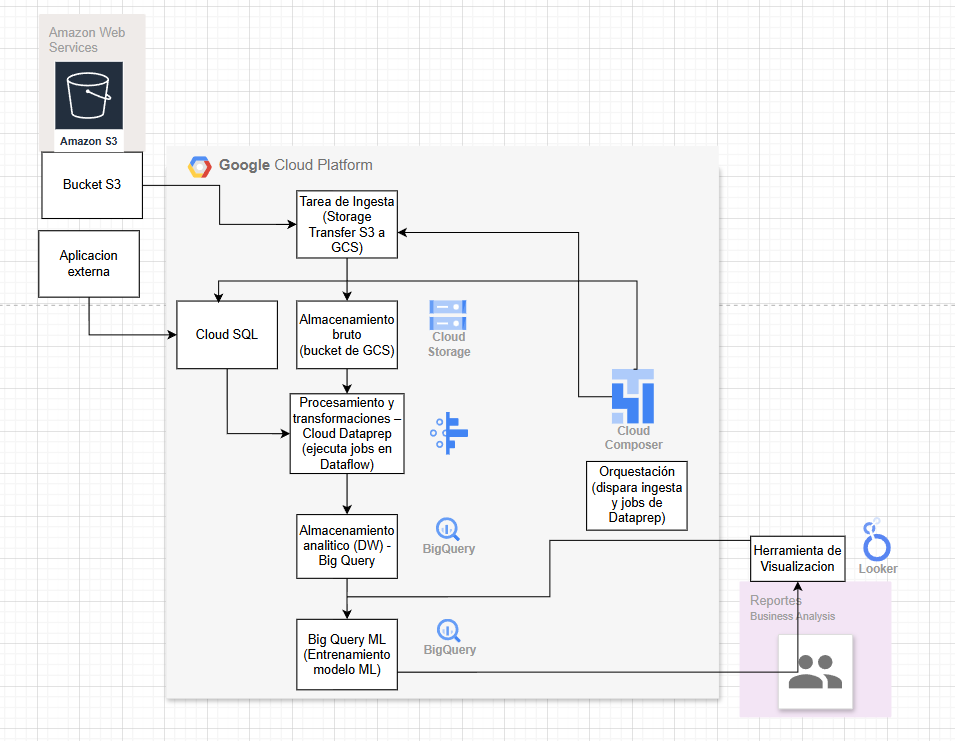 Amazon Web
Services
Amazon S3
Bucket S3
Google Cloud Platform
Tarea de Ingesta
(Storage
Transfer S3 a
GCS)
Aplicacion
externa
Cloud SQL
Almacenamiento
bruto
(bucket de GCS)
Cloud
Storage
Procesamiento y
transformaciones –
Cloud Dataprep
(ejecuta jobs en
Dataflow)
Cloud
Composer
Orquestación
(dispara ingesta
y jobs de
Dataprep)
Almacenamiento
analitico (DW) -
Big Query
BigQuery
Herramienta de
Visualizacion
Looker
Reportes
Business Analysis
Big Query ML
(Entrenamiento
modelo ML)
BigQuery